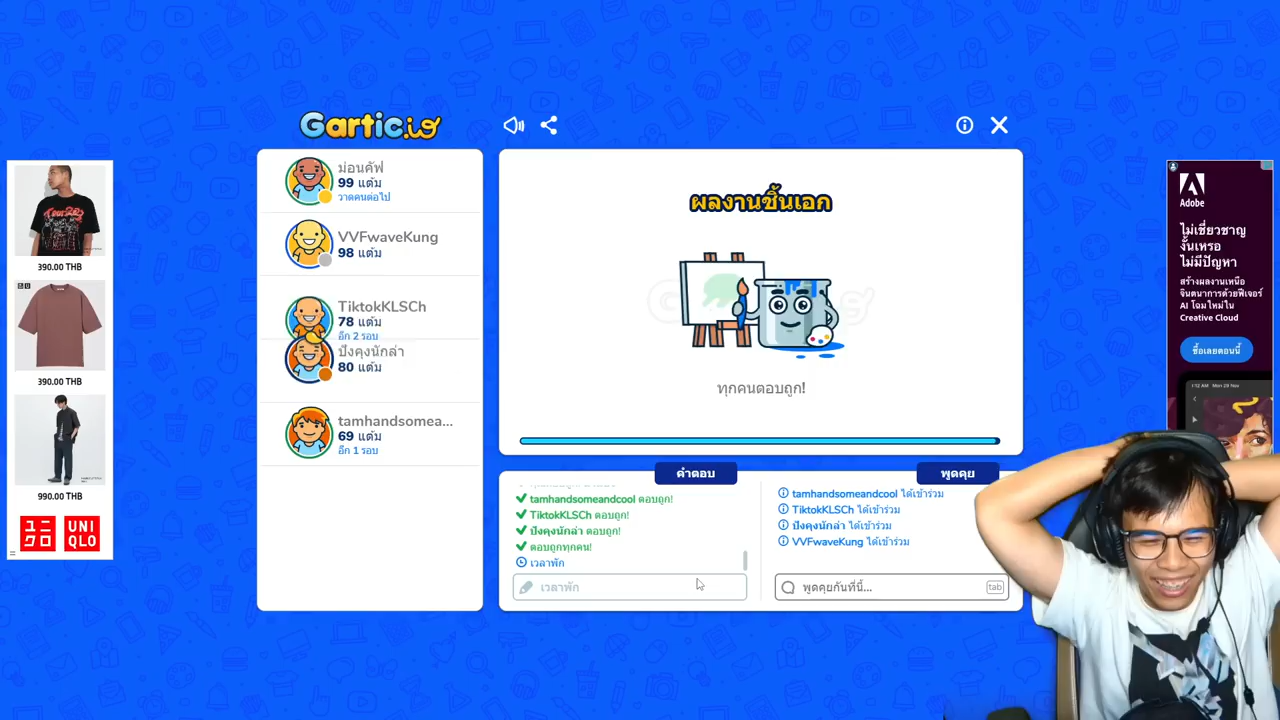 Gartic.io
ม่อนคัฟ
99 แต้ม
วาดคนต่อไป
VVFwaveKung
98 แต้ม
TiktokKLSCh
78 แต้ม
อีก 2 รอบ
ปังคุงนักล่า
80 แต้ม
tamhandsomea...
69 แต้ม
อีก 1 รอบ
ผลงานชิ้นเอก
ทุกคนตอบถูก!
คำตอบ
tamhandsomeandcool ตอบถูก!
TiktokKLSCh ตอบถูก!
ปังคุงนักล่า ตอบถูก!
ตอบถูกทุกคน!
เวลาพัก
เวลาพัก
พูดคุย
tamhandsomeandcool ได้เข้าร่วม
TiktokKLSCh ได้เข้าร่วม
ปังคุงนักล่า ได้เข้าร่วม
VVFwaveKung ได้เข้าร่วม
พูดคุยกันที่นี่...
tab
390.00 THB
390.00 THB
990.00 THB
ユニクロ
UNIQLO
Adobe
ไม่เชี่ยวชาญ
งั้นเหรอ
ไม่มีปัญหา
สร้างผลงานเหนือ
จินตนาการด้วยฟีเจอร์
AI โฉมใหม่ใน
Creative Cloud
ซื้อเลยตอนนี้